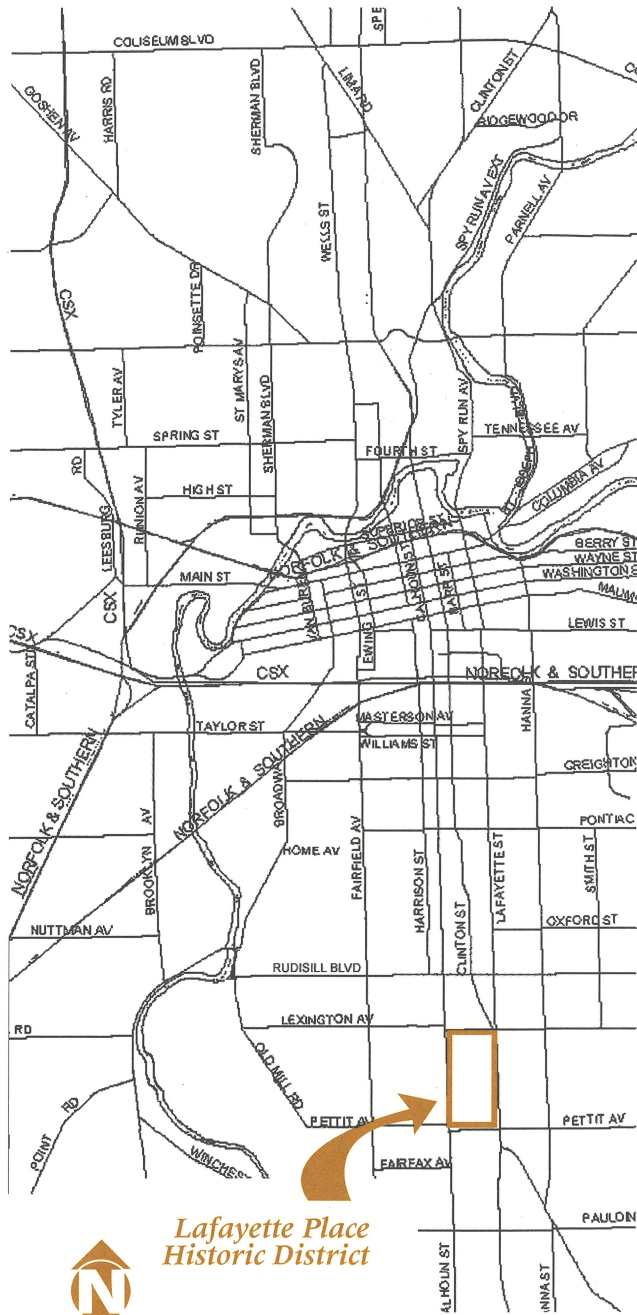 COLISEUM BLVD
GOSHEN AV
HARRIS RD
SHERMAN BLVD
LIMA RD
CLINTON ST
RIDGEWOOD DR
SPY RUN AV EXT
PARNELL AV
WELLS ST
CSX
POINSETTE DR
ST MARYS AV
SHERMAN BLVD
TYLER AV
SPRING ST
SPY RUN AV
TENNESSEE AV
FOURTH ST
RD
LEESBURG
RUNION AV
HIGH ST
COLUMBIA AV
SUPERIOR ST
NORFOLK & SOUTHERN
BERRY ST
WAYNE ST
WASHINGTON
MAIN ST
VAN BUREN
EWING
ST
CALHOUN ST
BARR ST
MAUM
LEWIS ST
CSX
CSX
CSX
CATALPA ST
NORFOLK & SOUTHER
HANNA S
TAYLOR ST
MASTERSON AV
WILLIAMS ST
NORFOLK & SOUTHERN
NORFOLK & SOUTHERN
BROADWA
CREIGHTON
PONTIAC
BROOKLYN
AV
HOME AV
FAIRFIELD AV
HARRISON ST
CLINTON ST
LAFAYETTE ST
SMITH ST
OXFORD ST
NUTTMAN AV
RUDISILL BLVD
LEXINGTON AV
RD
OLD MILL RD
PETTIT AV
PETTIT AV
POINT
RD
WINCHES
FAIRFAX AV
PAULDIN
ALHOUN ST
NNA ST
Lafayette Place
Historic District
N